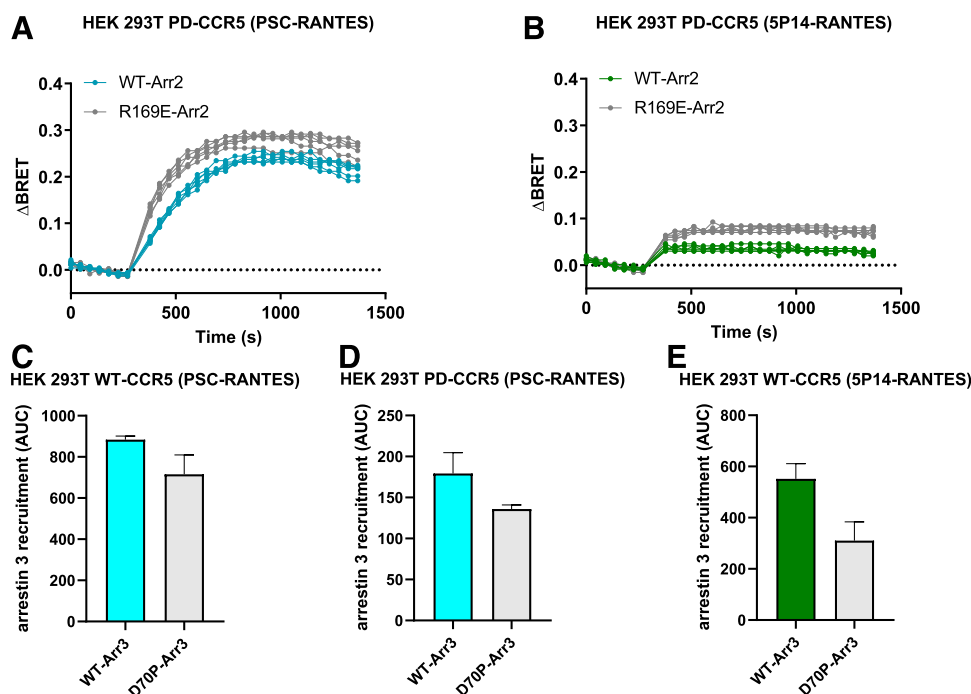 A
HEK 293T PD-CCR5 (PSC-RANTES)
WT-Arr2
R169E-Arr2
0.4
0.3
0.2
0.1
0.0
ΔBRET
0
500
1000
1500
Time (s)
B
HEK 293T PD-CCR5 (5P14-RANTES)
WT-Arr2
R169E-Arr2
0.4
0.3
0.2
0.1
0.0
ΔBRET
0
500
1000
1500
Time (s)
C
HEK 293T WT-CCR5 (PSC-RANTES)
arrestin 3 recruitment (AUC)
1000
800
600
400
200
0
WT-Arr3
D70P-Arr3
D
HEK 293T PD-CCR5 (PSC-RANTES)
arrestin 3 recruitment (AUC)
250
200
150
100
50
0
WT-Arr3
D70P-Arr3
E
HEK 293T WT-CCR5 (5P14-RANTES)
arrestin 3 recruitment (AUC)
800
600
400
200
0
WT-Arr3
D70P-Arr3